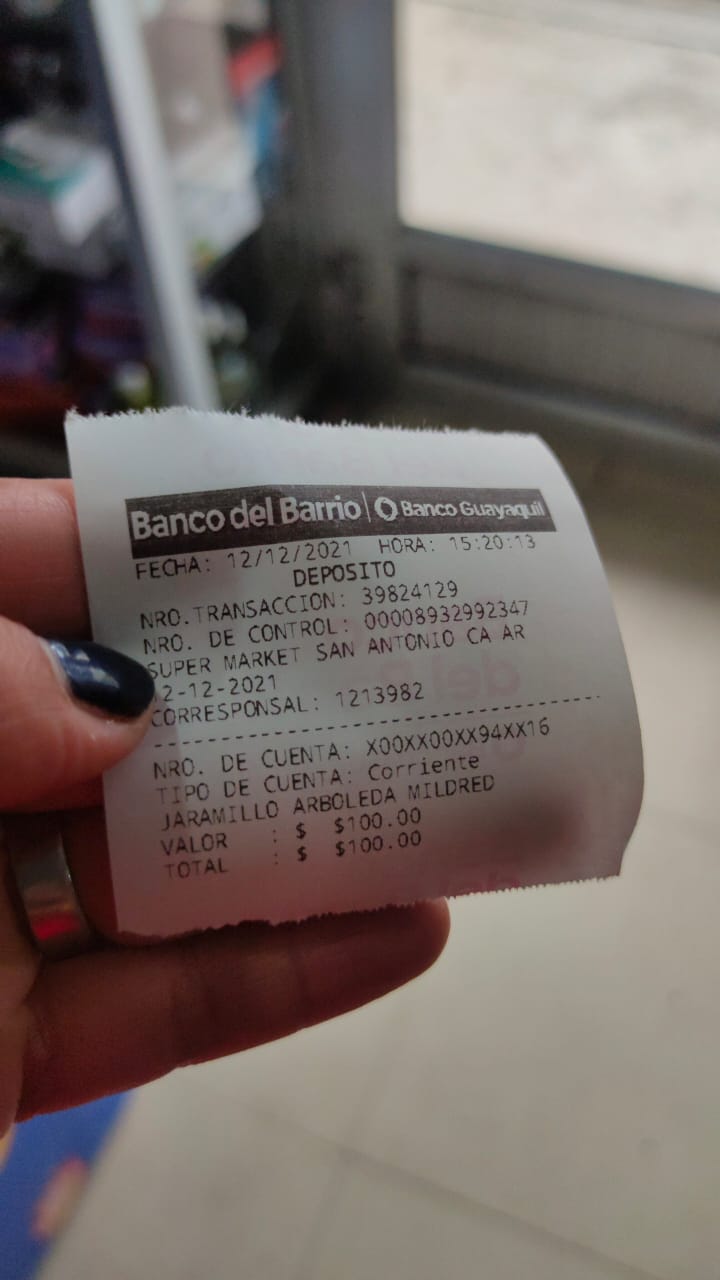 Banco del Barrio | Banco Guayaquil
FECHA: 12/12/2021 HORA: 15:20:13
DEPOSITO
NRO.TRANSACCION: 39824129
NRO. DE CONTROL: 00008932992347
SUPER MARKET SAN ANTONIO CA AR
12-12-2021
CORRESPONSAL: 1213982
NRO. DE CUENTA: X00XX00XX94XX16
TIPO DE CUENTA: Corriente
JARAMILLO ARBOLEDA MILDRED
VALOR : $ $100.00
TOTAL : $ $100.00